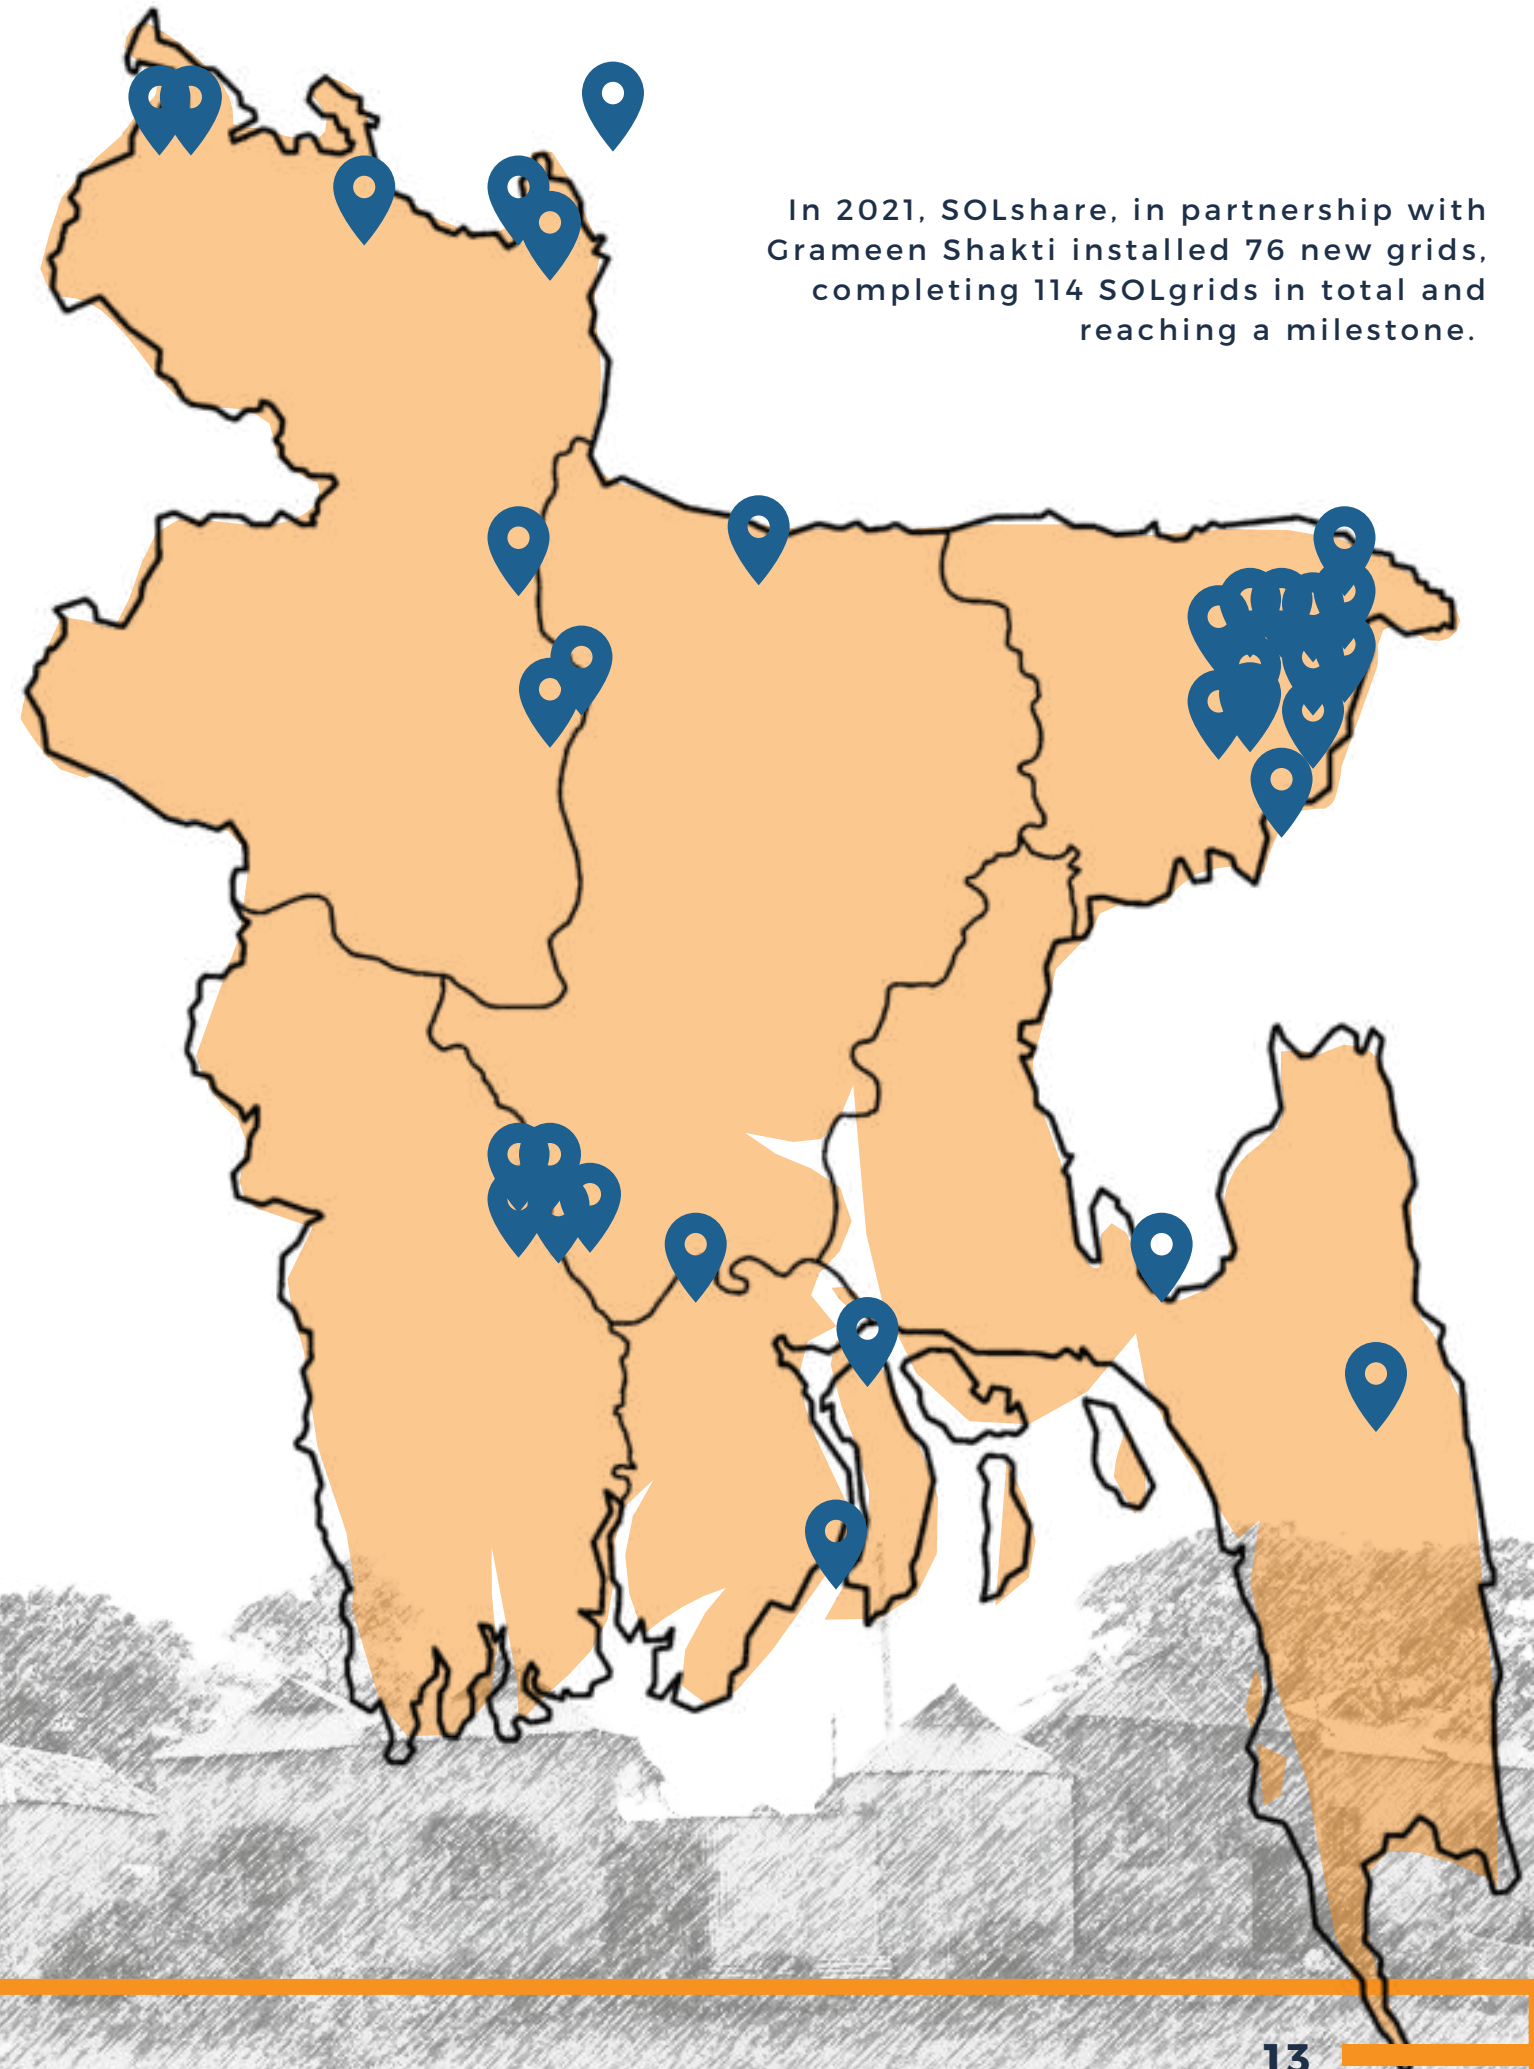 In 2021, SOLshare, in partnership with
Grameen Shakti installed 76 new grids,
completing 114 SOLgrids in total and
reaching a milestone.
13